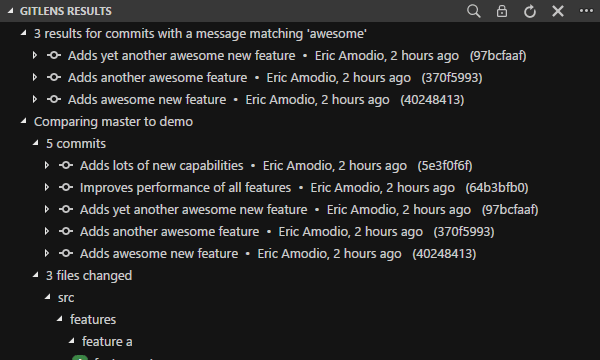 GITLENS RESULTS
3 results for commits with a message matching 'awesome'
Adds yet another awesome new feature • Eric Amodio, 2 hours ago (97bcfaaf)
Adds another awesome feature • Eric Amodio, 2 hours ago (370f5993)
Adds awesome new feature • Eric Amodio, 2 hours ago (40248413)
Comparing master to demo
5 commits
Adds lots of new capabilities • Eric Amodio, 2 hours ago (5e3f0f6f)
Improves performance of all features • Eric Amodio, 2 hours ago (64b3bfb0)
Adds yet another awesome new feature • Eric Amodio, 2 hours ago (97bcfaaf)
Adds another awesome feature • Eric Amodio, 2 hours ago (370f5993)
Adds awesome new feature • Eric Amodio, 2 hours ago (40248413)
3 files changed
src
features
feature a